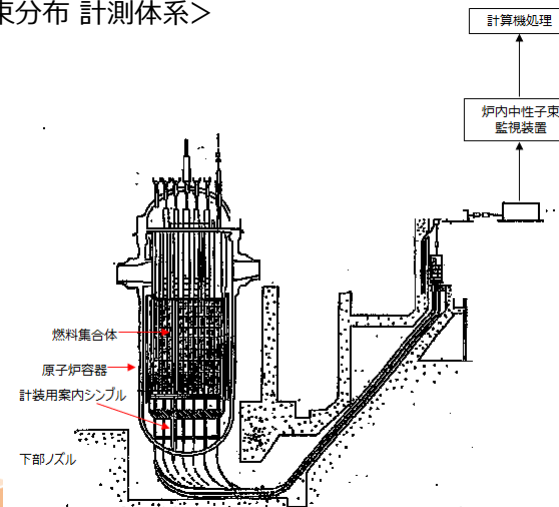 束分布 計測体系>
計算機処理
炉内中性子束
監視装置
燃料集合体
原子炉容器
計装用案内シンブル
下部ノズル